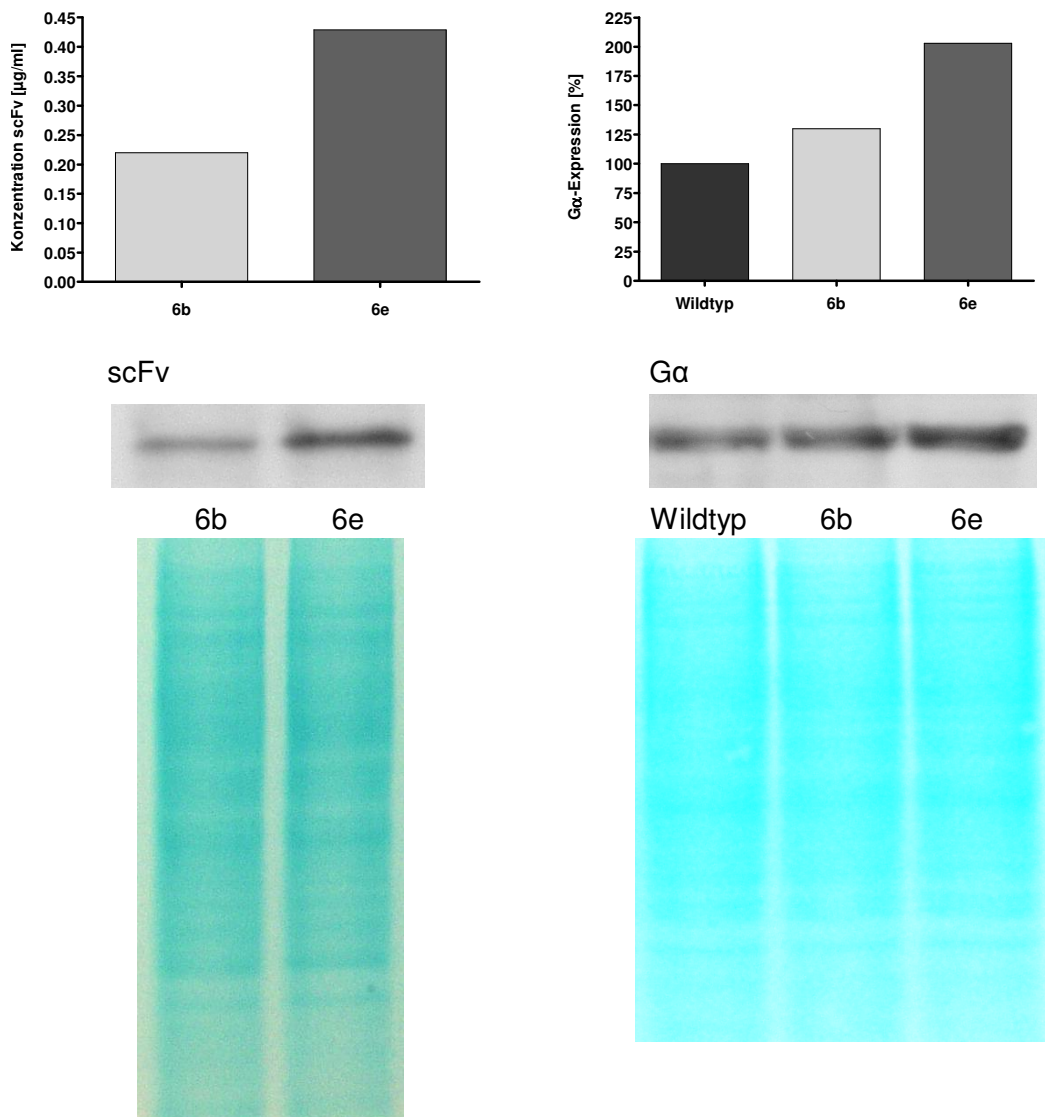 Konzentration scFv [µg/ml]
0.45
0.40
0.35
0.30
0.25
0.20
0.15
0.10
0.05
0.00
6b 6e
Gα-Expression [%]
225
200
175
150
125
100
75
50
25
0
Wildtyp 6b 6e
scFv
6b 6e
Gα
Wildtyp 6b 6e